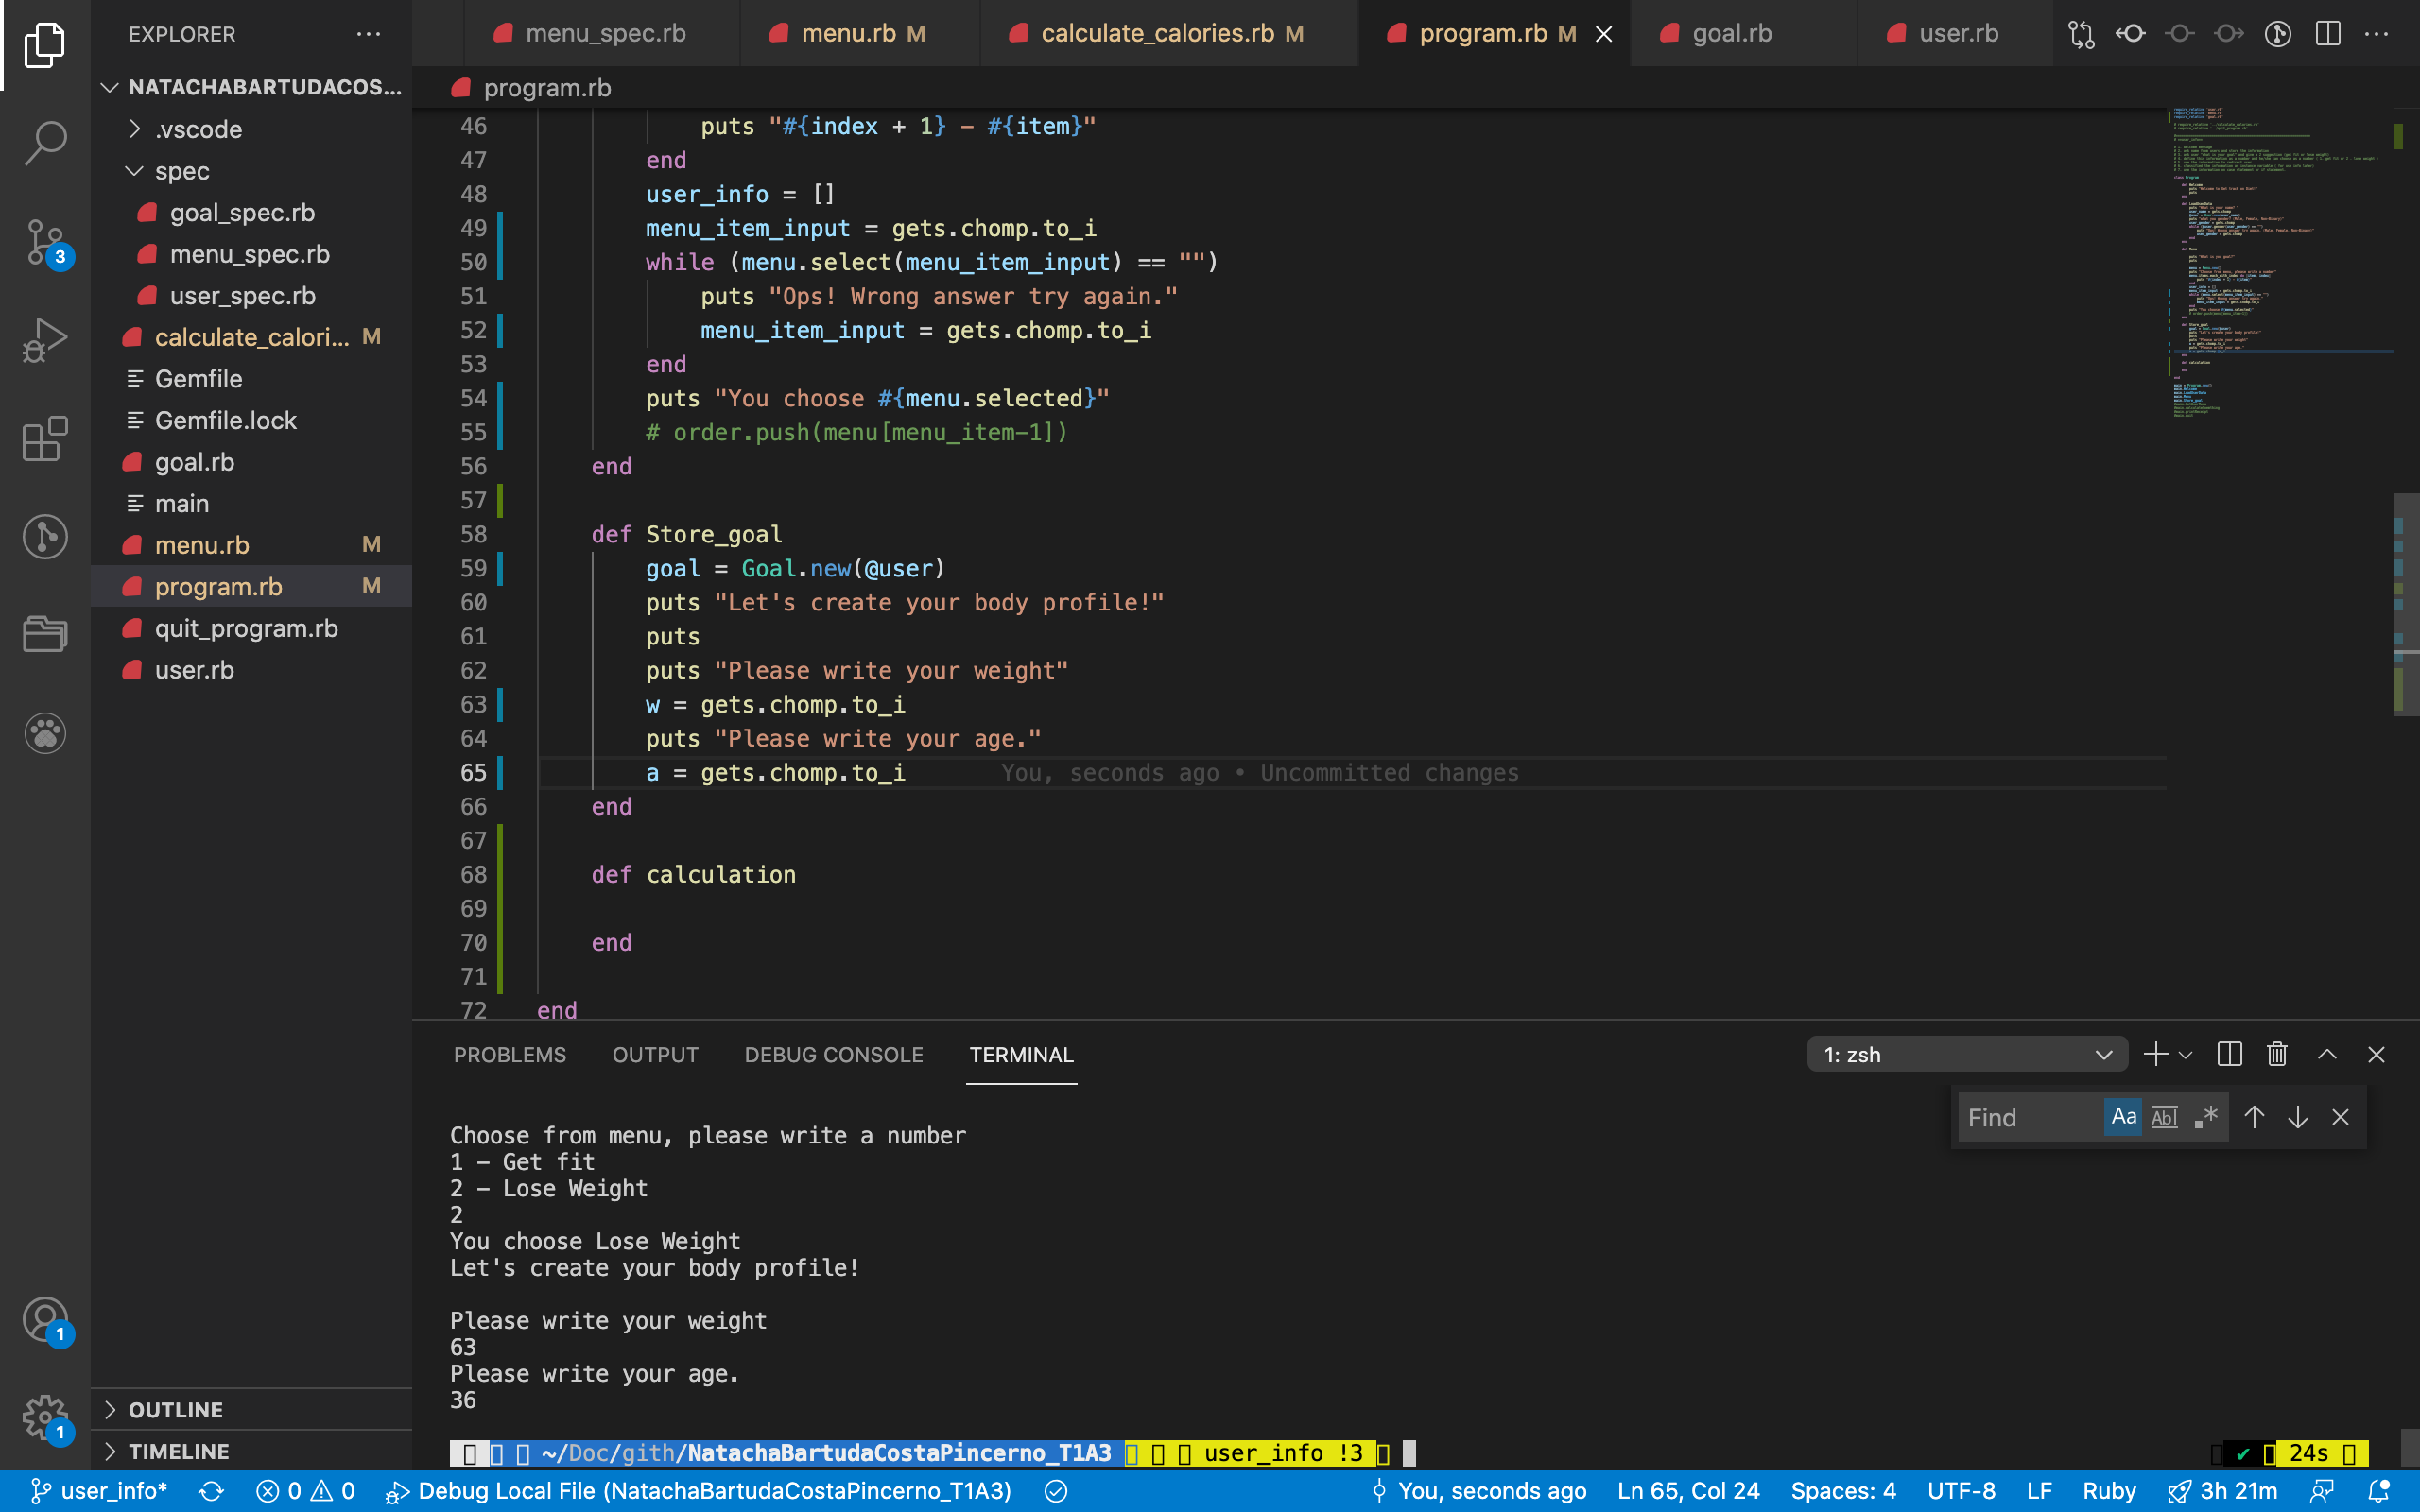 EXPLORER
NATACHABARTUDACOS...
.vscode
spec
goal_spec.rb
menu_spec.rb
user_spec.rb
calculate_calori... M
Gemfile
Gemfile.lock
goal.rb
main
menu.rb M
program.rb M
quit_program.rb
user.rb
OUTLINE
TIMELINE
3
1
1
menu_spec.rb
menu.rb M
calculate_calories.rb M
program.rb M
goal.rb
user.rb
program.rb
46 puts "#{index + 1} - #{item}"
47 end
48 user_info = []
49 menu_item_input = gets.chomp.to_i
50 while (menu.select(menu_item_input) == "")
51 puts "Ops! Wrong answer try again."
52 menu_item_input = gets.chomp.to_i
53 end
54 puts "You choose #{menu.selected}"
55 # order.push(menu[menu_item-1])
56 end
57
58 def Store_goal
59 goal = Goal.new(@user)
60 puts "Let's create your body profile!"
61 puts
62 puts "Please write your weight"
63 w = gets.chomp.to_i
64 puts "Please write your age."
65 a = gets.chomp.to_i You, seconds ago • Uncommitted changes
66 end
67
68 def calculation
69
70 end
71
72 end
PROBLEMS OUTPUT DEBUG CONSOLE TERMINAL
1: zsh
Find Aa Abl .*
Choose from menu, please write a number
1 - Get fit
2 - Lose Weight
2
You choose Lose Weight
Let's create your body profile!
Please write your weight
63
Please write your age.
36
~/Doc/gith/NatachaBartudaCostaPincerno_T1A3 user_info !3 ✔ 24s
user_info* 0 0 Debug Local File (NatachaBartudaCostaPincerno_T1A3) You, seconds ago Ln 65, Col 24 Spaces: 4 UTF-8 LF Ruby 3h 21m